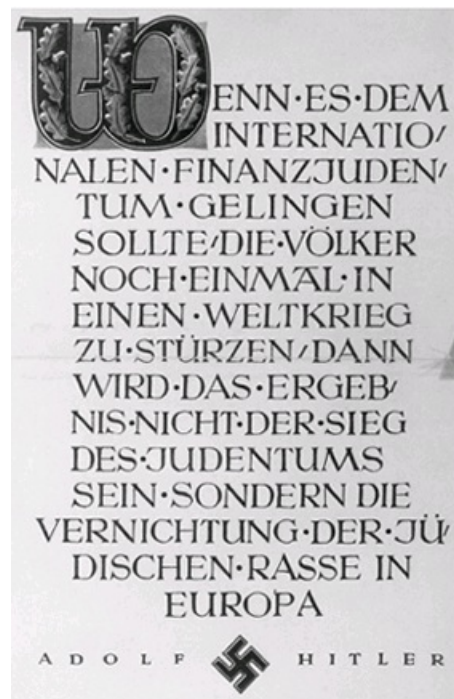 WENN·ES·DEM
INTERNATIO/
NALEN·FINANZJUDEN/
TUM·GELINGEN
SOLLTE/DIE·VÖLKER
NOCH·EINMAL·IN
EINEN·WELTKRIEG
ZU·STÜRZEN/DANN
WIRD·DAS·ERGEB/
NIS·NICHT·DER·SIEG
DES·JUDENTUMS
SEIN·SONDERN DIE
VERNICHTUNG·DER·JÜ/
DISCHEN·RASSE IN
EUROPA
ADOLF HITLER